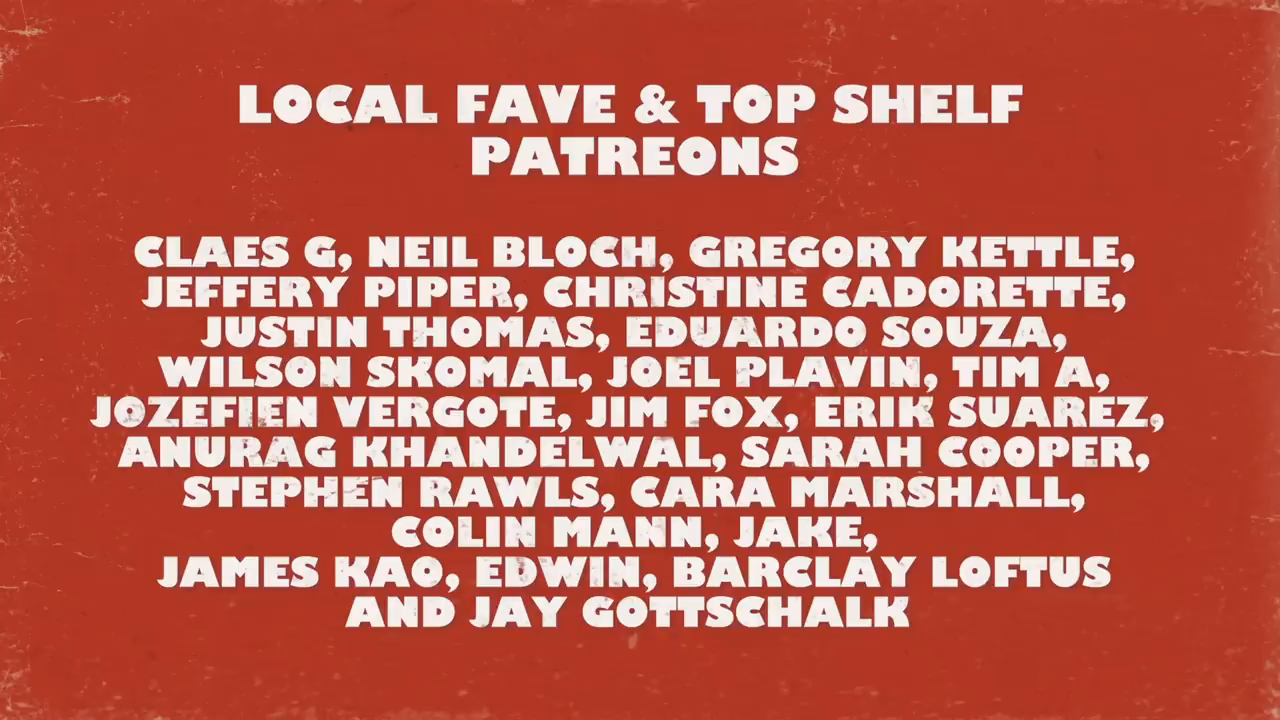 LOCAL FAVE & TOP SHELF
PATREONS
CLAES G, NEIL BLOCH, GREGORY KETTLE,
JEFFERY PIPER, CHRISTINE CADORETTE,
JUSTIN THOMAS, EDUARDO SOUZA,
WILSON SKOMAL, JOEL PLAVIN, TIM A,
JOZEFIEN VERGOTE, JIM FOX, ERIK SUAREZ,
ANURAG KHANDELWAL, SARAH COOPER,
STEPHEN RAWLS, CARA MARSHALL,
COLIN MANN, JAKE,
JAMES KAO, EDWIN, BARCLAY LOFTUS
AND JAY GOTTSCHALK